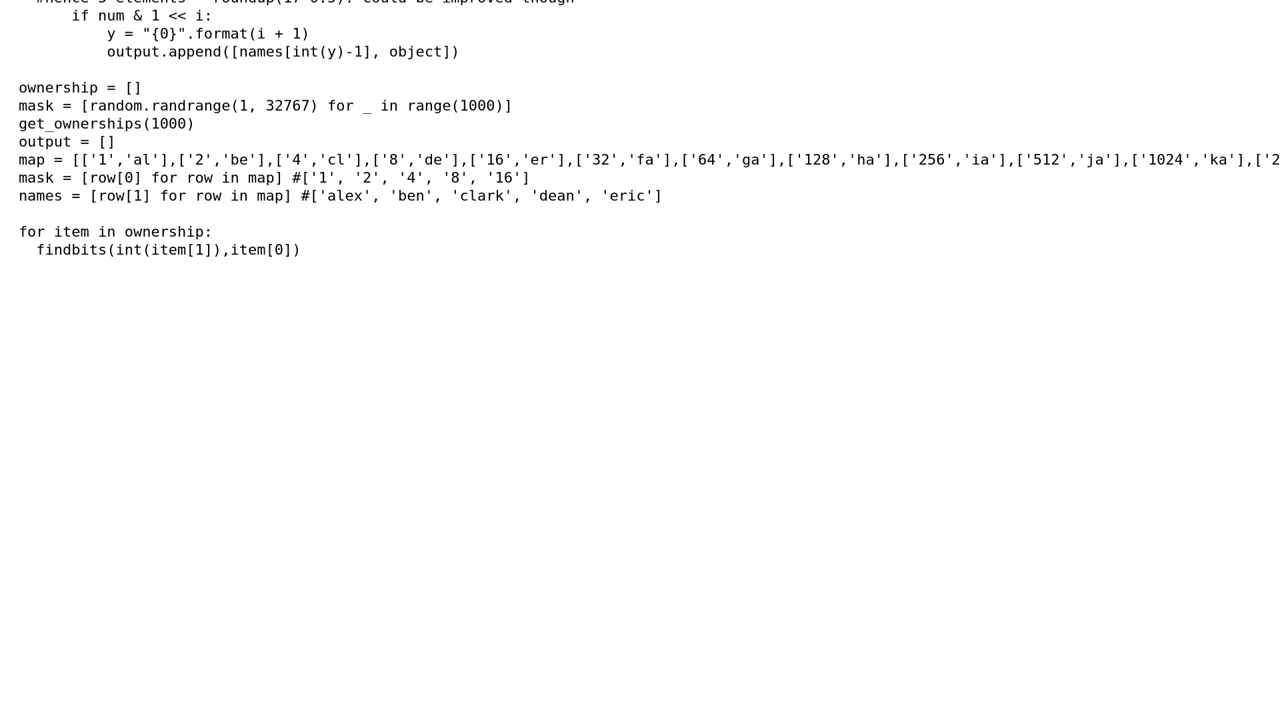 if num & 1 << i:
y = "{0}".format(i + 1)
output.append([names[int(y)-1], object])
ownership = []
mask = [random.randrange(1, 32767) for _ in range(1000)]
get_ownerships(1000)
output = []
map = [['1','al'],['2','be'],['4','cl'],['8','de'],['16','er'],['32','fa'],['64','ga'],['128','ha'],['256','ia'],['512','ja'],['1024','ka'],['2
mask = [row[0] for row in map] #['1', '2', '4', '8', '16']
names = [row[1] for row in map] #['alex', 'ben', 'clark', 'dean', 'eric']
for item in ownership:
findbits(int(item[1]),item[0])